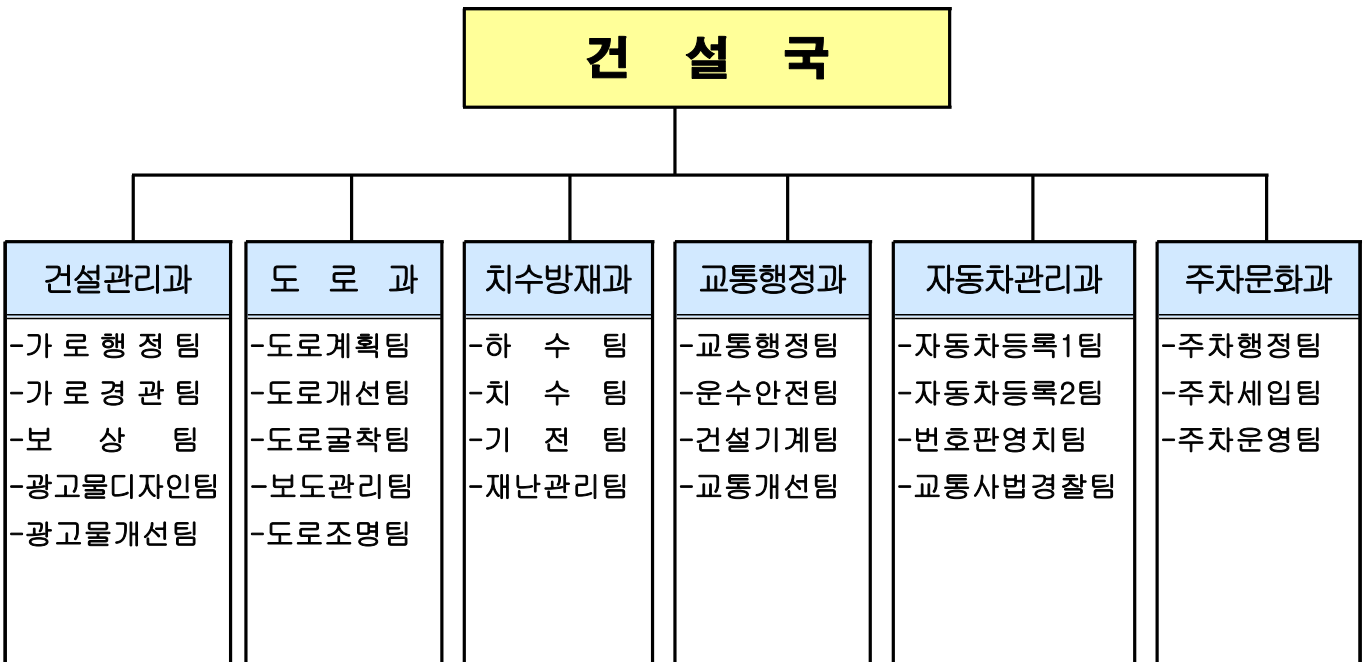 건 설 국
건설관리과
-가 로 행 정 팀
-가 로 경 관 팀
-보 상 팀
-광고물디자인팀
-광고물개선팀
도 로 과
-도로계획팀
-도로개선팀
-도로굴착팀
-보도관리팀
-도로조명팀
치수방재과
-하 수 팀
-치 수 팀
-기 전 팀
-재난관리팀
교통행정과
-교통행정팀
-운수안전팀
-건설기계팀
-교통개선팀
자동차관리과
-자동차등록1팀
-자동차등록2팀
-번호판영치팀
-교통사법경찰팀
주차문화과
-주차행정팀
-주차세입팀
-주차운영팀